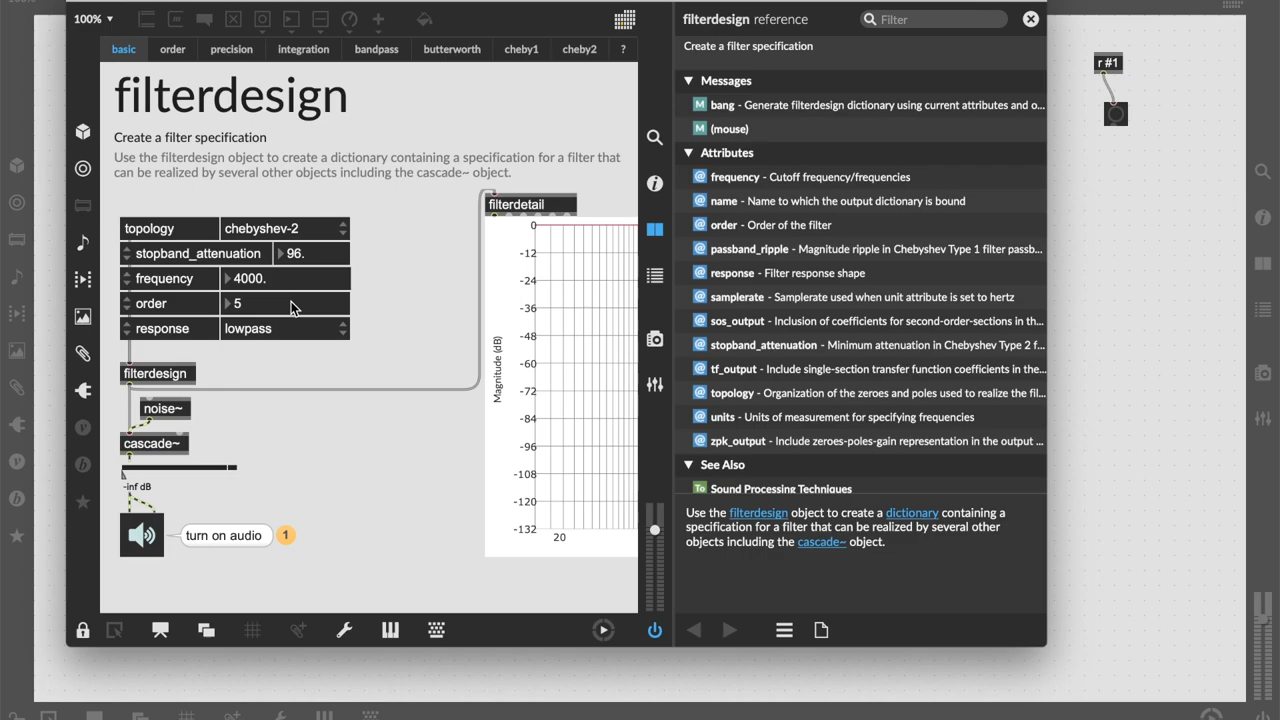 100% ▼
filterdesign reference
Filter
basic order precision integration bandpass butterworth cheby1 cheby2 ?
Create a filter specification
r #1
filterdesign
Create a filter specification
Use the filterdesign object to create a dictionary containing a specification for a filter that
can be realized by several other objects including the cascade~ object.
topology chebyshev-2
stopband_attenuation 96.
frequency 4000.
order 5
response lowpass
filterdesign
noise~
cascade~
-inf dB
turn on audio 1
filterdetail
Magnitude (dB)
0
-12
-24
-36
-48
-60
-72
-84
-96
-108
-120
-132
20
Messages
M bang - Generate filterdesign dictionary using current attributes and o...
M (mouse)
Attributes
@ frequency - Cutoff frequency/frequencies
@ name - Name to which the output dictionary is bound
@ order - Order of the filter
@ passband_ripple - Magnitude ripple in Chebyshev Type 1 filter passb...
@ response - Filter response shape
@ samplerate - Samplerate used when unit attribute is set to hertz
@ sos_output - Inclusion of coefficients for second-order-sections in th...
@ stopband_attenuation - Minimum attenuation in Chebyshev Type 2 f...
@ tf_output - Include single-section transfer function coefficients in the...
@ topology - Organization of the zeroes and poles used to realize the fil...
@ units - Units of measurement for specifying frequencies
@ zpk_output - Include zeroes-poles-gain representation in the output ...
See Also
To Sound Processing Techniques
Use the filterdesign object to create a dictionary containing a
specification for a filter that can be realized by several other
objects including the cascade~ object.